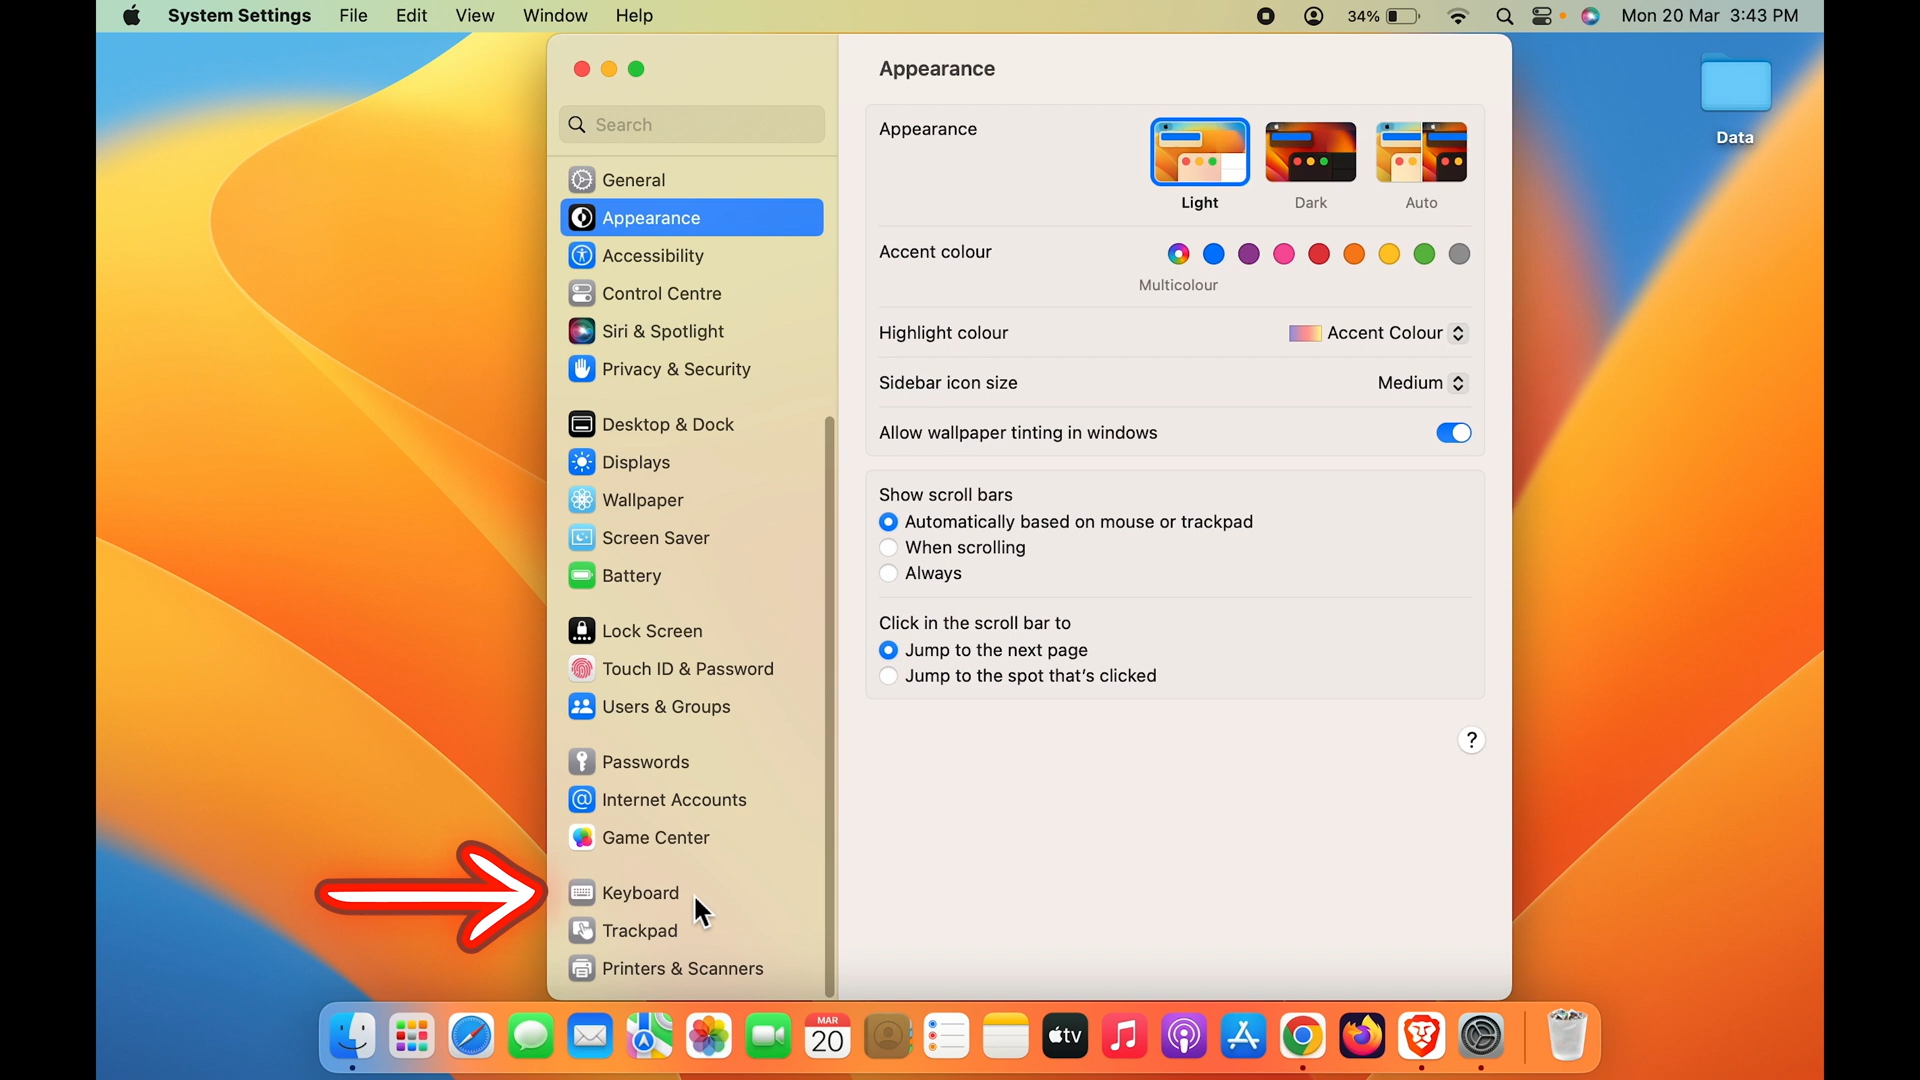 System Settings File Edit View Window Help 34% Mon 20 Mar 3:43 PM
Data
Search
General
Appearance
Accessibility
Control Centre
Siri & Spotlight
Privacy & Security
Desktop & Dock
Displays
Wallpaper
Screen Saver
Battery
Lock Screen
Touch ID & Password
Users & Groups
Passwords
Internet Accounts
Game Center
Keyboard
Trackpad
Printers & Scanners
Appearance
Appearance
Light Dark Auto
Accent colour
Multicolour
Highlight colour Accent Colour
Sidebar icon size Medium
Allow wallpaper tinting in windows
Show scroll bars
Automatically based on mouse or trackpad
When scrolling
Always
Click in the scroll bar to
Jump to the next page
Jump to the spot that's clicked
?
MAR
20
tv